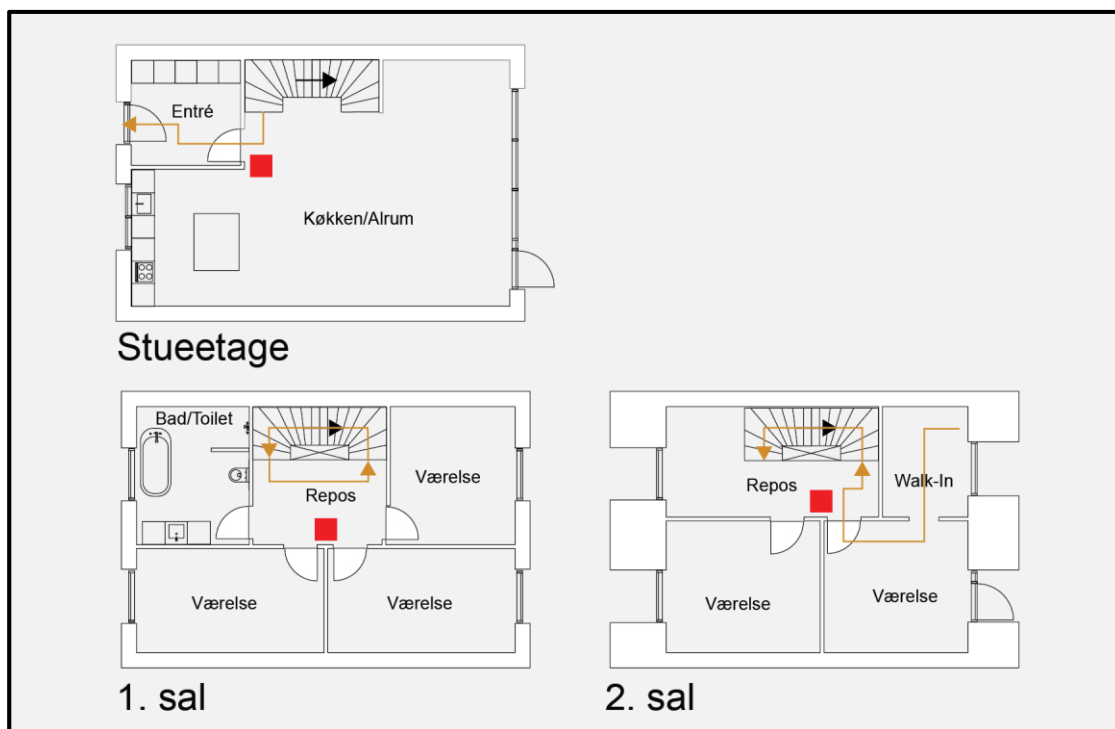 Entré
Køkken/Alrum
Stueetage
Bad/Toilet
Værelse
Repos
Værelse
Værelse
1. sal
Repos
Walk-In
Værelse
Værelse
2. sal